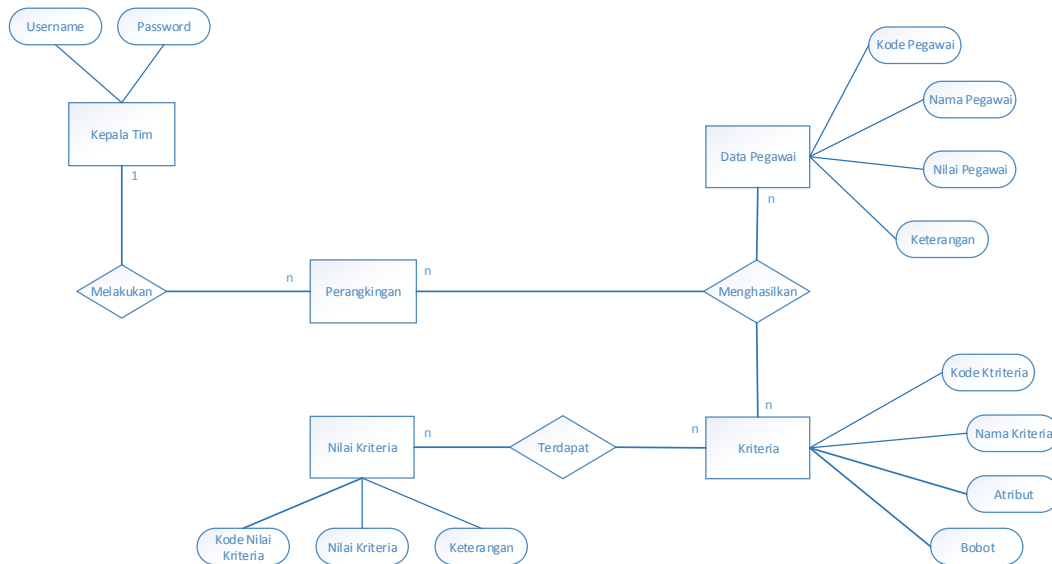 Username
Password
Kepala Tim
1
Melakukan
n
Perangkingan
n
Menghasilkan
n
Data Pegawai
Kode Pegawai
Nama Pegawai
Nilai Pegawai
Keterangan
n
Kriteria
Kode Ktriteria
Nama Kriteria
Atribut
Bobot
n
Terdapat
n
Nilai Kriteria
Kode Nilai
Kriteria
Nilai Kriteria
Keterangan